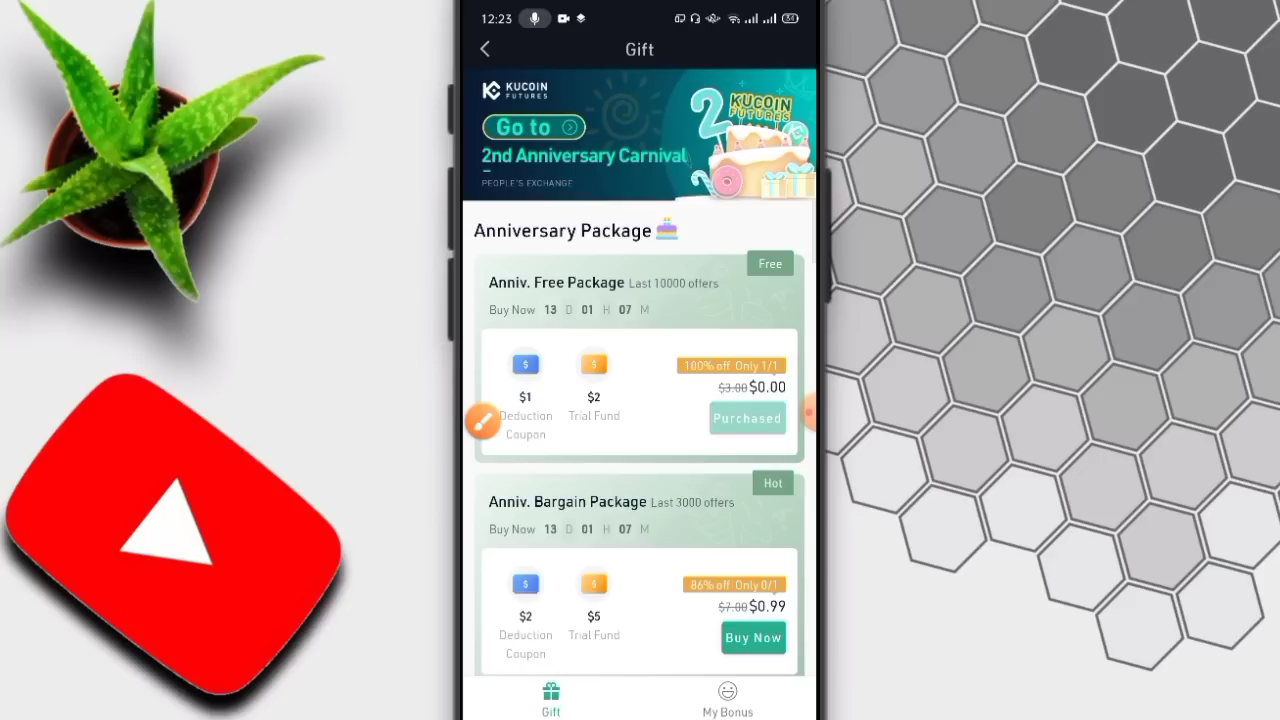 12:23
34
Gift
KUCOIN
FUTURES
Go to
2nd Anniversary Carnival
PEOPLE'S EXCHANGE
2
KUCOIN
FUTURES
Anniversary Package
Free
Anniv. Free Package Last 10000 offers
Buy Now 13 D 01 H 07 M
100% off Only 1/1
$3.00 $0.00
$1 $2
Deduction Coupon
Trial Fund
Purchased
Hot
Anniv. Bargain Package Last 3000 offers
Buy Now 13 D 01 H 07 M
86% off Only 0/1
$7.00 $0.99
$2 $5
Deduction Coupon
Trial Fund
Buy Now
Gift
My Bonus